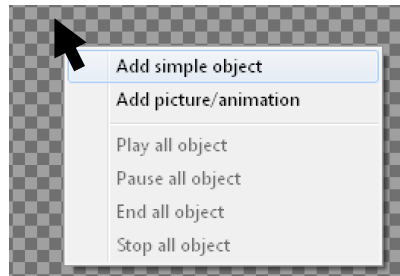 Add simple object
Add picture/animation
Play all object
Pause all object
End all object
Stop all object